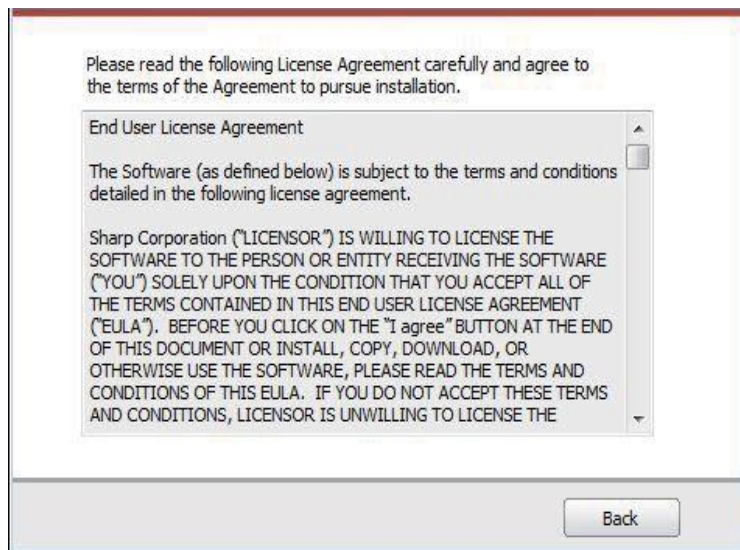 Please read the following License Agreement carefully and agree to
the terms of the Agreement to pursue installation.
End User License Agreement
The Software (as defined below) is subject to the terms and conditions
detailed in the following license agreement.
Sharp Corporation (“LICENSOR”) IS WILLING TO LICENSE THE
SOFTWARE TO THE PERSON OR ENTITY RECEIVING THE SOFTWARE
(“YOU”) SOLELY UPON THE CONDITION THAT YOU ACCEPT ALL OF
THE TERMS CONTAINED IN THIS END USER LICENSE AGREEMENT
(“EULA”).  BEFORE YOU CLICK ON THE “I agree” BUTTON AT THE END
OF THIS DOCUMENT OR INSTALL, COPY, DOWNLOAD, OR
OTHERWISE USE THE SOFTWARE, PLEASE READ THE TERMS AND
CONDITIONS OF THIS EULA.  IF YOU DO NOT ACCEPT THESE TERMS
AND CONDITIONS, LICENSOR IS UNWILLING TO LICENSE THE
Back